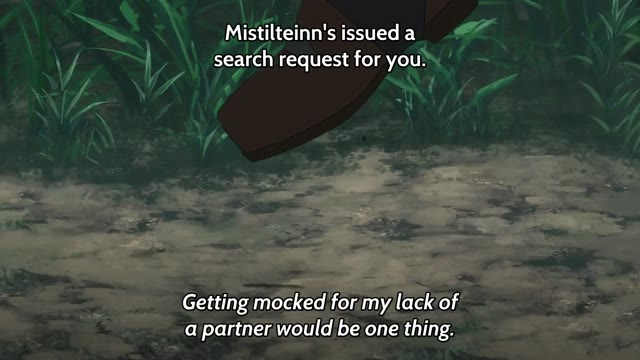 Mistilteinn's issued a
search request for you.
Getting mocked for my lack of
a partner would be one thing.